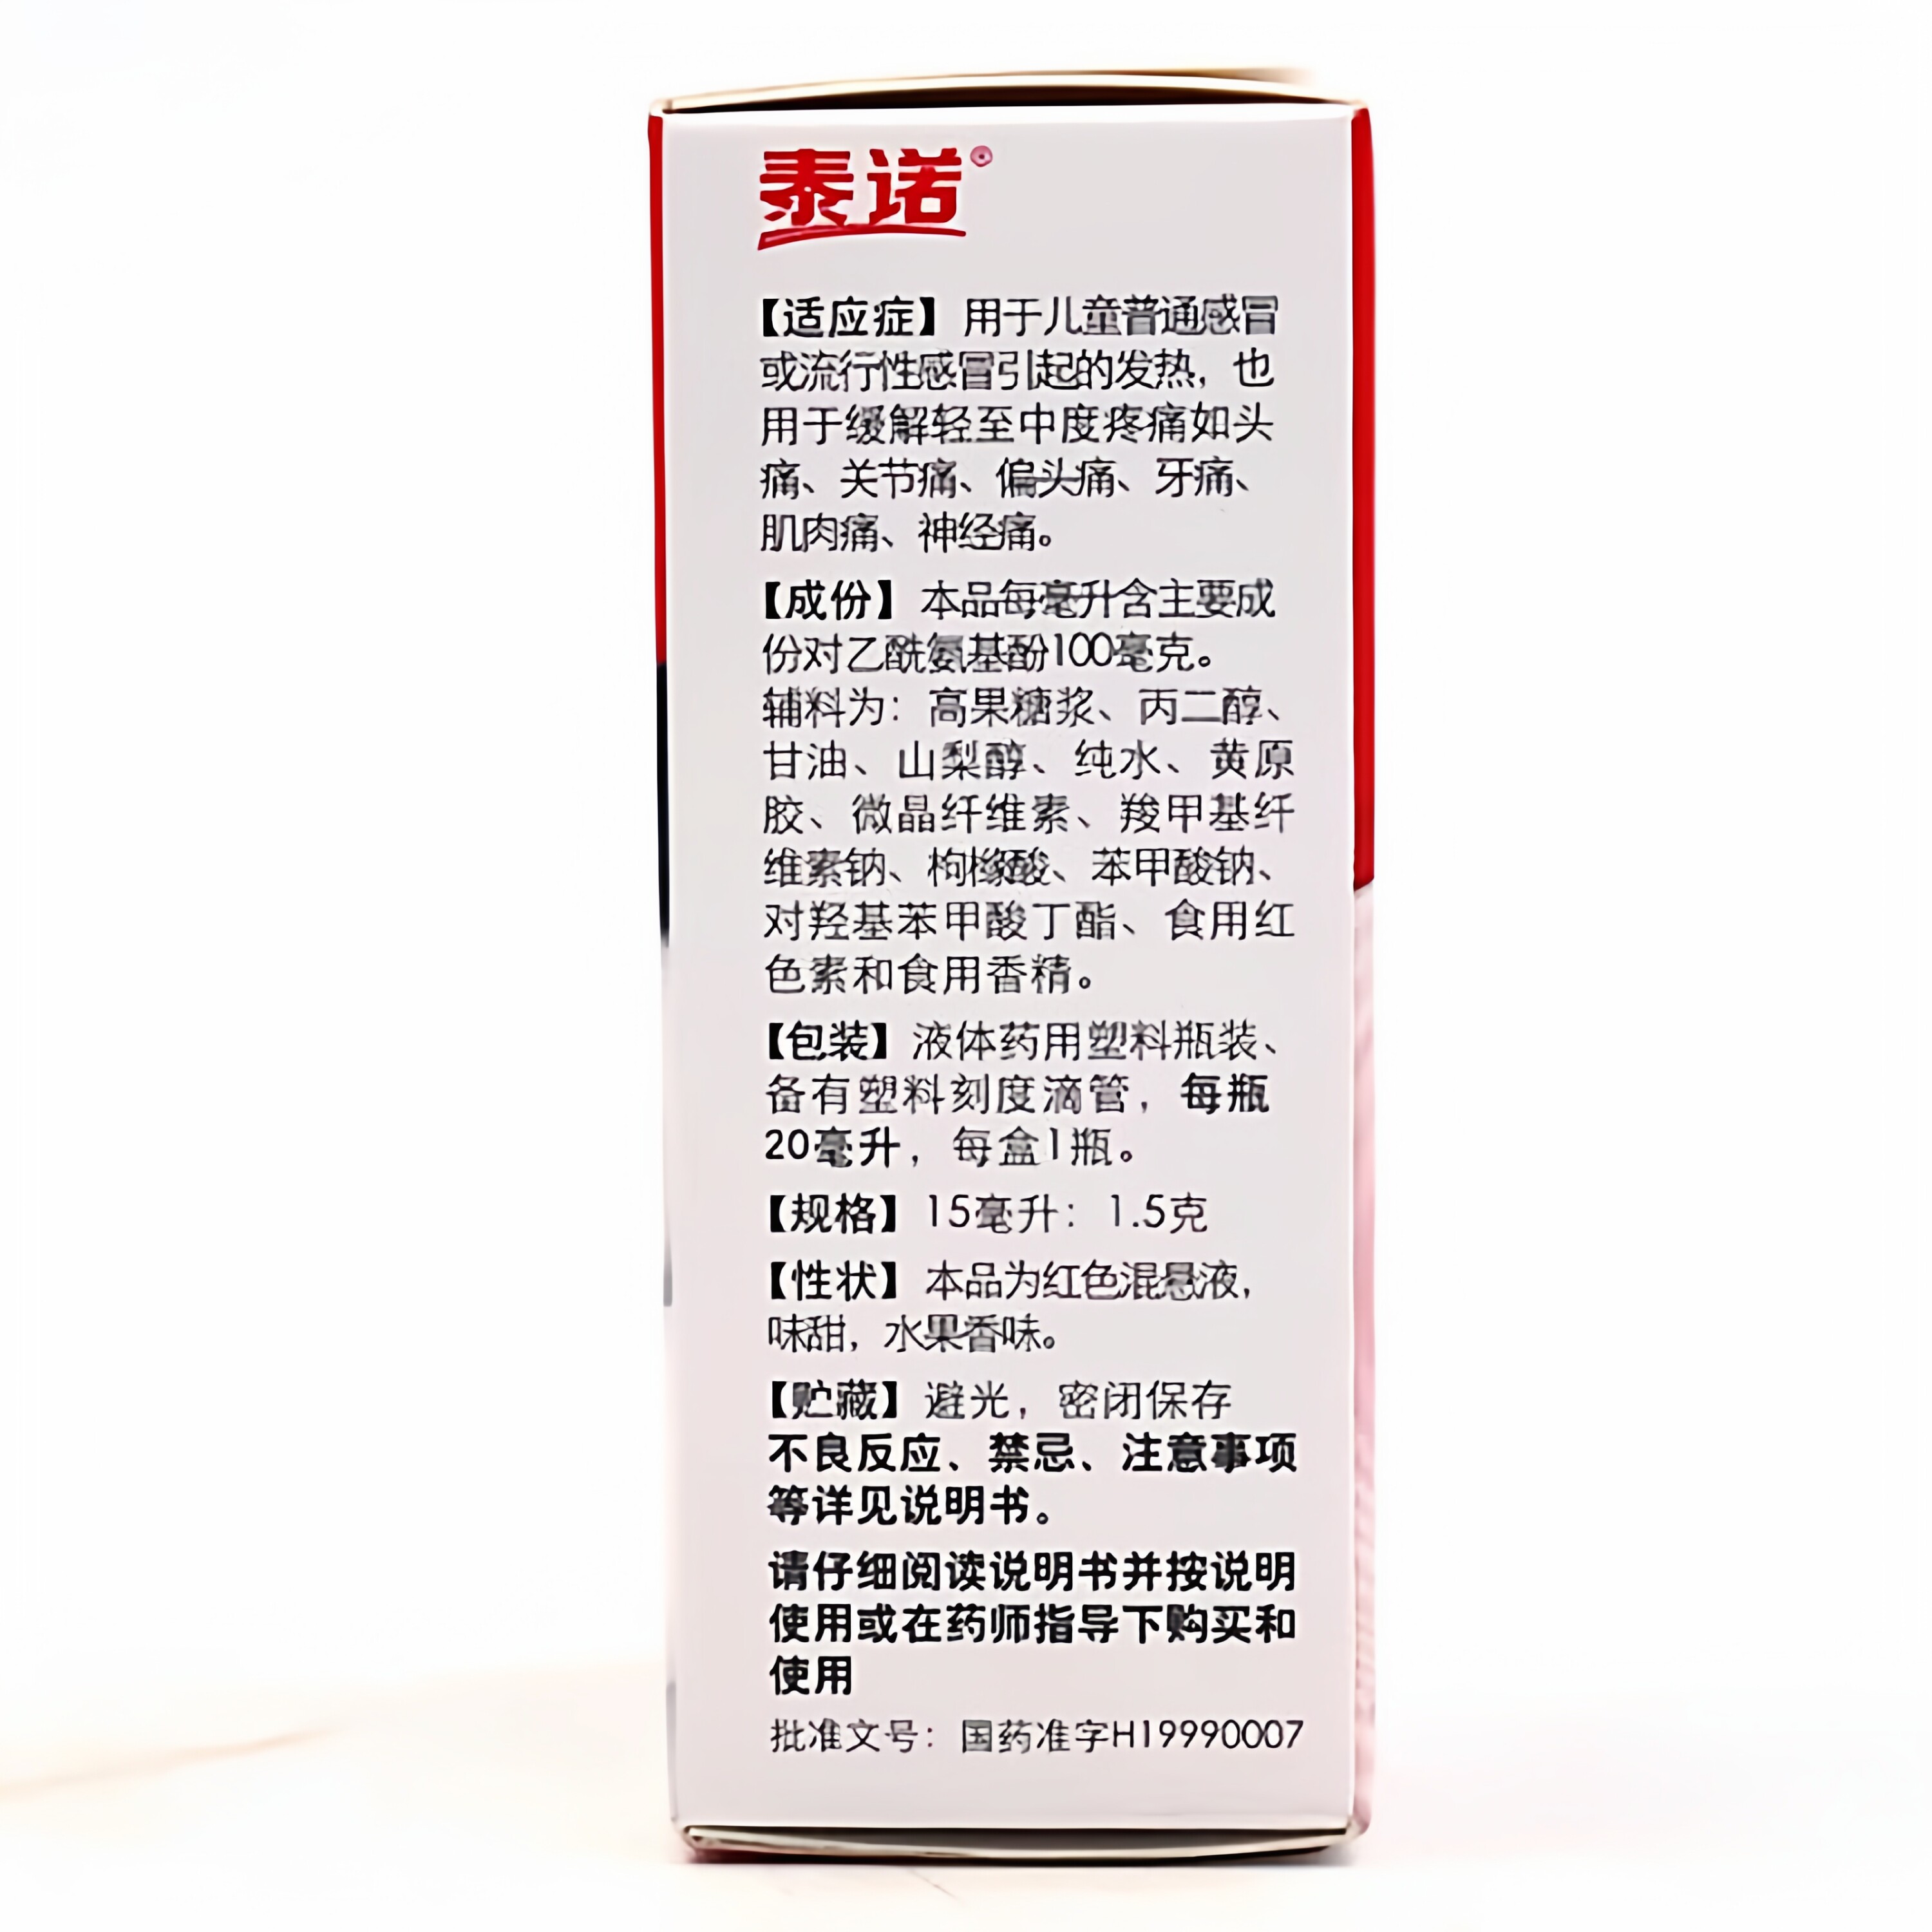 泰诺®
【适应症】用于儿童普通感冒
或流行性感冒引起的发热，也
用于缓解轻至中度疼痛如头
痛、关节痛、偏头痛、牙痛、
肌肉痛、神经痛。
【成份】本品每毫升含主要成
份对乙酰氨基酚100毫克。
辅料为：高果糖浆、丙二醇、
甘油、山梨醇、纯水、黄原
胶、微晶纤维素、羧甲基纤
维素钠、枸橼酸、苯甲酸钠、
对羟基苯甲酸丁酯、食用红
色素和食用香精。
【包装】液体药用塑料瓶装、
备有塑料刻度滴管，每瓶
20毫升，每盒1瓶。
【规格】15毫升：1.5克
【性状】本品为红色混悬液，
味甜，水果香味。
【贮藏】避光，密闭保存
不良反应、禁忌、注意事项
等详见说明书。
请仔细阅读说明书并按说明
使用或在药师指导下购买和
使用
批准文号：国药准字H19990007